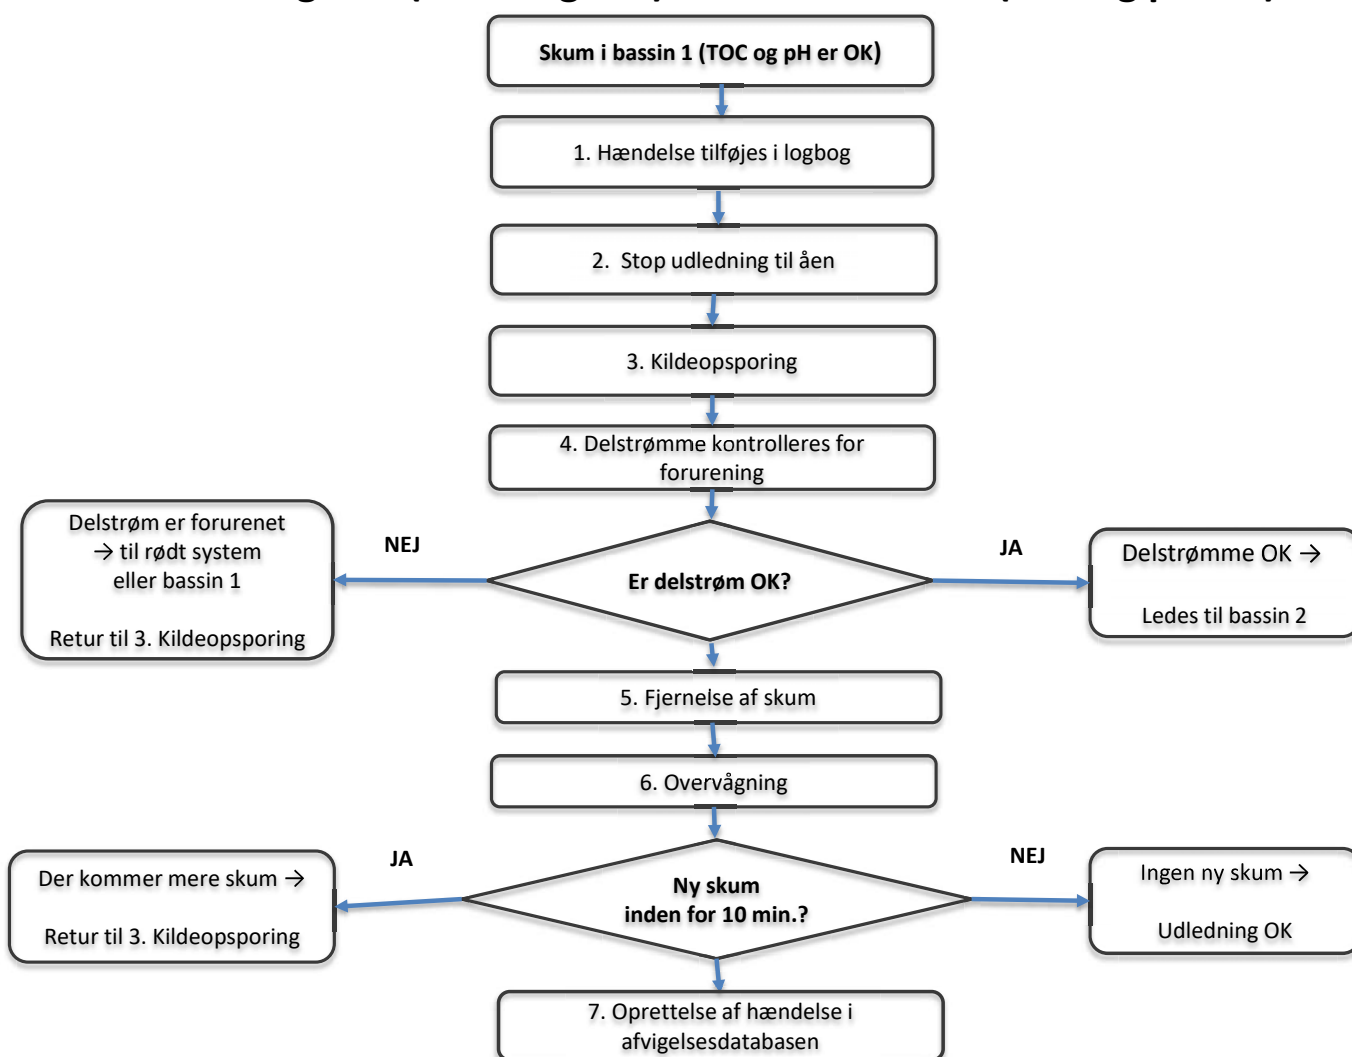 Skum i bassin 1 (TOC og pH er OK)
1. Hændelse tilføjes i logbog
2. Stop udledning til åen
3. Kildeopsporing
4. Delstrømme kontrolleres for
forurening
Delstrøm er forurenet
→ til rødt system
eller bassin 1
Retur til 3. Kildeopsporing
NEJ
Er delstrøm OK?
JA
Delstrømme OK →
Ledes til bassin 2
5. Fjernelse af skum
6. Overvågning
Der kommer mere skum →
Retur til 3. Kildeopsporing
JA
Ny skum
inden for 10 min.?
NEJ
Ingen ny skum →
Udledning OK
7. Oprettelse af hændelse i
afvigelsesdatabasen